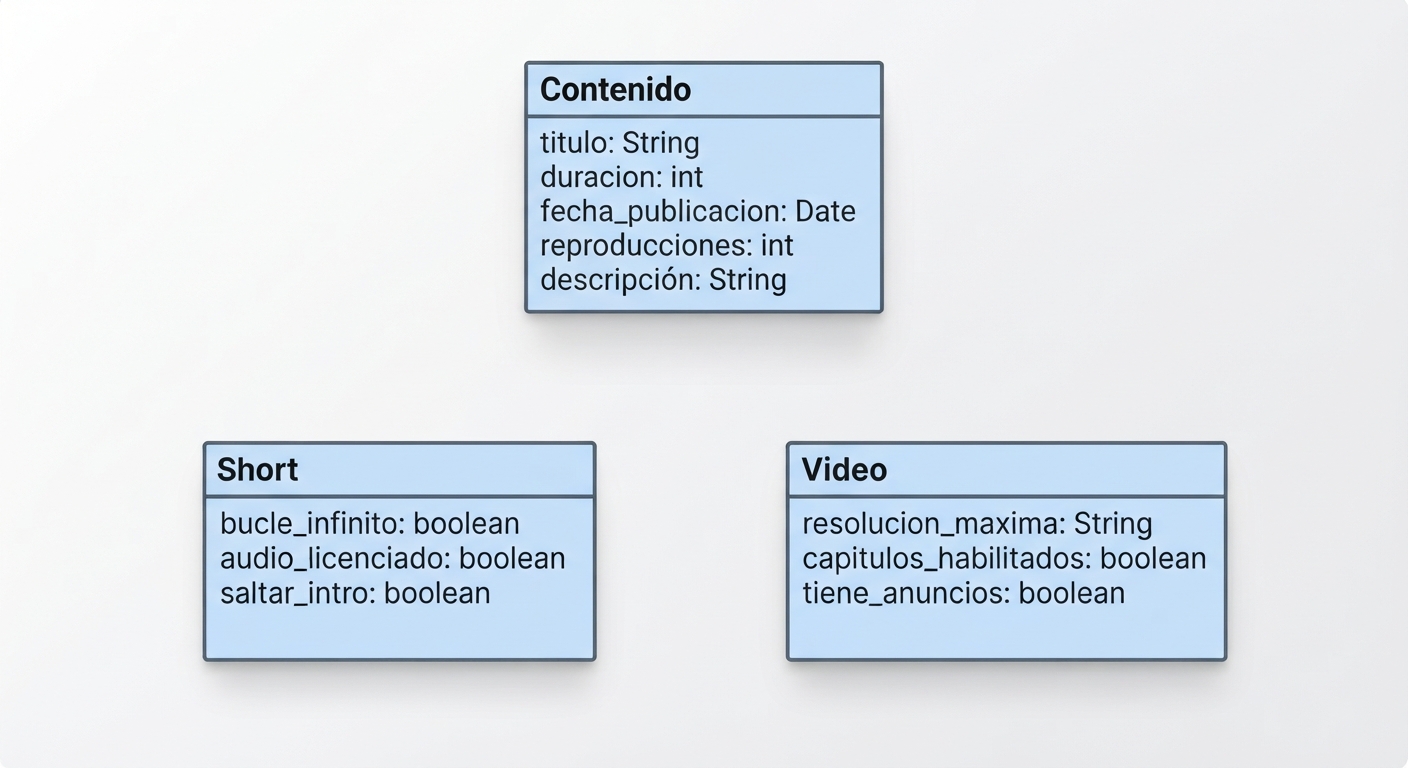 Contenido
titulo: String
duracion: int
fecha_publicacion: Date
reproducciones: int
descripción: String
Short
bucle_infinito: boolean
audio_licenciado: boolean
saltar_intro: boolean
Video
resolucion_maxima: String
capitulos_habilitados: boolean
tiene_anuncios: boolean